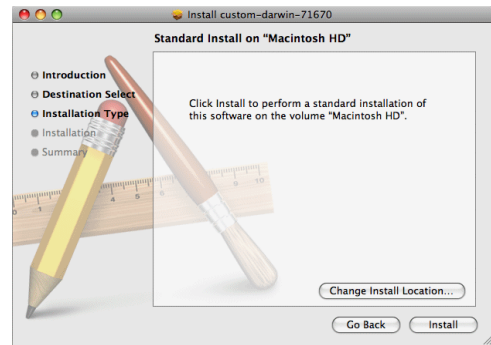 Install custom-darwin-71670
Standard Install on “Macintosh HD”
Introduction
Destination Select
Installation Type
Installation
Summary
Click Install to perform a standard installation of
this software on the volume “Macintosh HD”.
Change Install Location...
Go Back
Install